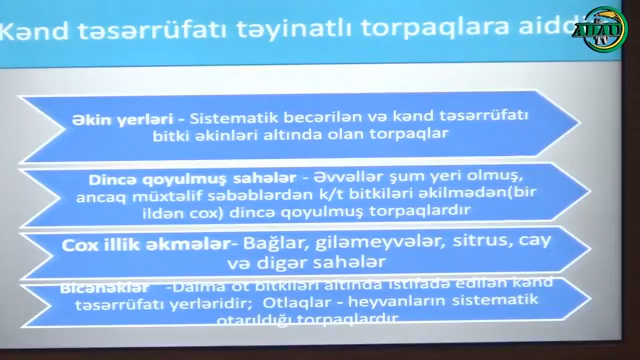 Kənd təsərrüfatı təyinatlı torpaqlara aiddir
Əkin yerləri - Sistematik becərilən və kənd təsərrüfatı
bitki əkinləri altında olan torpaqlar
Dincə qoyulmuş sahələr - Əvvəllər şum yeri olmuş,
ancaq müxtəlif səbəblərdən k/t bitkiləri əkilmədən(bir
ildən cox) dincə qoyulmuş torpaqlardır
Cox illik əkmələr- Bağlar, giləmeyvələr, sitrus, cay
və digər sahələr
Bicənəklər -Daima ot bitkiləri altında istifadə edilən kənd
təsərrüfatı yerləridir; Otlaqlar - heyvanların sistematik
otarıldığı torpaqlardır